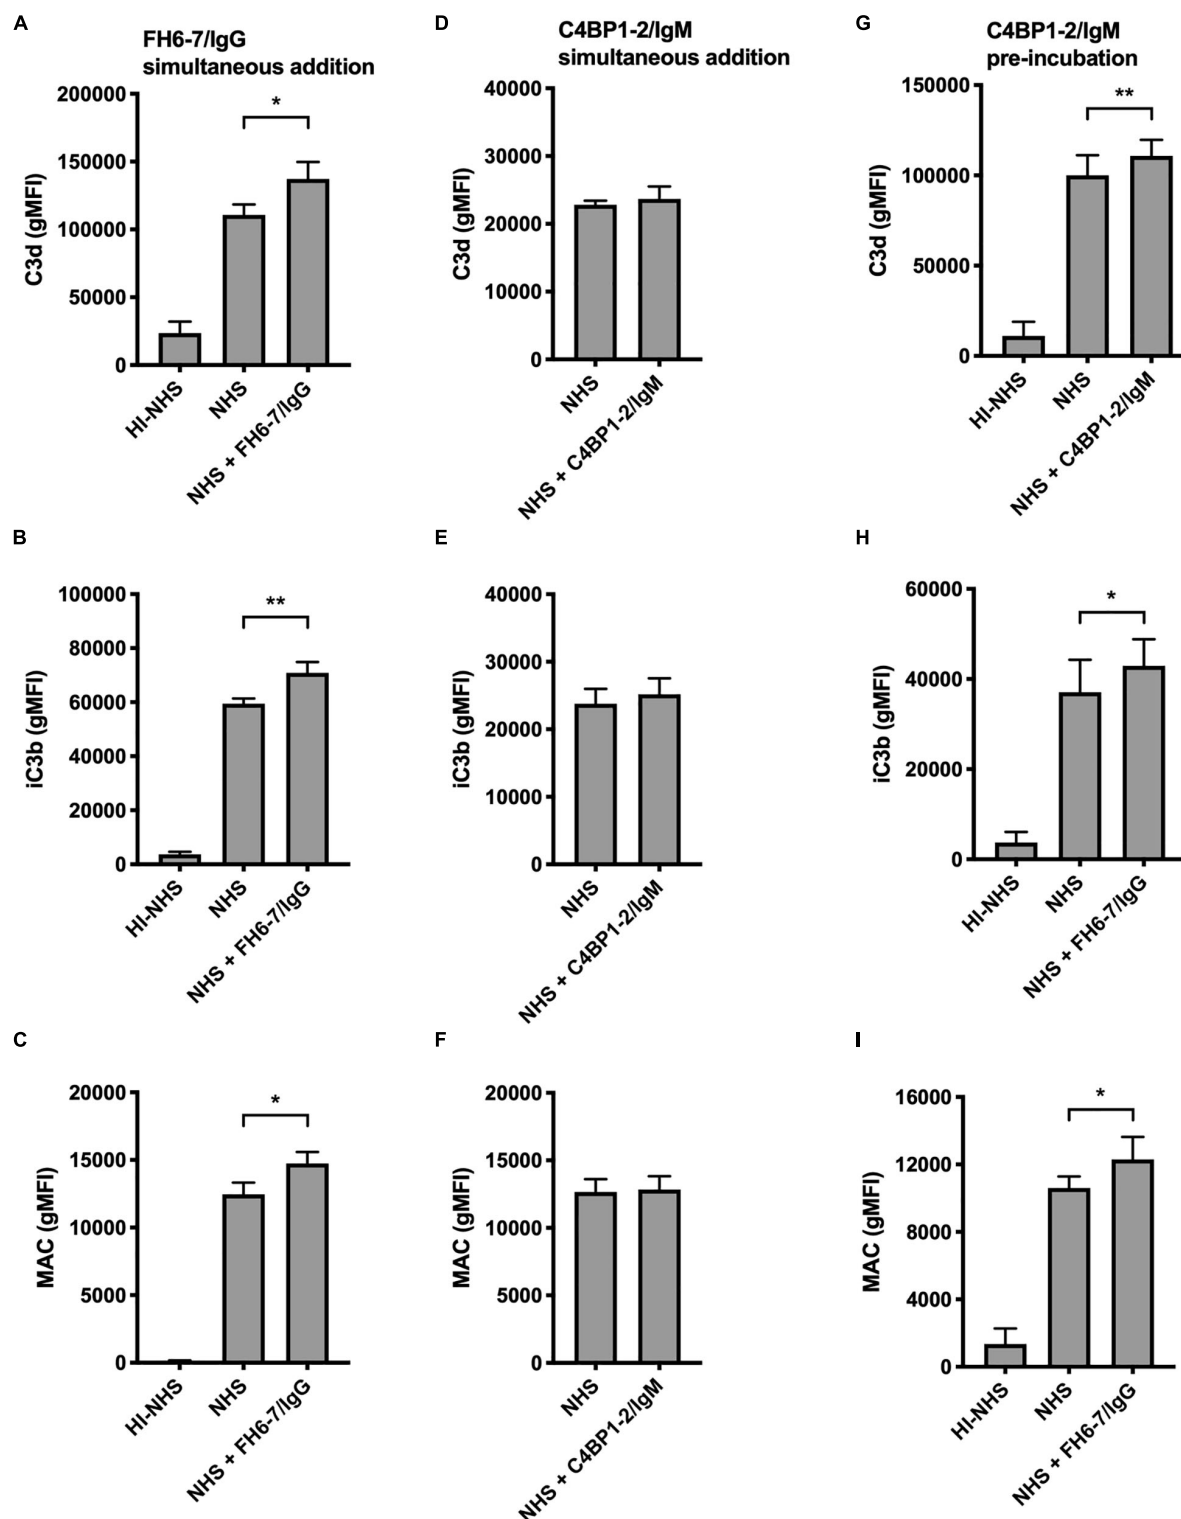 A
FH6-7/IgG
simultaneous addition
200000
150000
100000
50000
0
C3d (gMFI)
*
HI-NHS
NHS
NHS + FH6-7/IgG
D
C4BP1-2/IgM
simultaneous addition
40000
30000
20000
10000
0
C3d (gMFI)
NHS
NHS + C4BP1-2/IgM
G
C4BP1-2/IgM
pre-incubation
150000
100000
50000
0
C3d (gMFI)
**
HI-NHS
NHS
NHS + C4BP1-2/IgM
B
100000
80000
60000
40000
20000
0
iC3b (gMFI)
**
HI-NHS
NHS
NHS + FH6-7/IgG
E
40000
30000
20000
10000
0
iC3b (gMFI)
NHS
NHS + C4BP1-2/IgM
H
60000
40000
20000
0
iC3b (gMFI)
*
HI-NHS
NHS
NHS + FH6-7/IgG
C
20000
15000
10000
5000
0
MAC (gMFI)
*
HI-NHS
NHS
NHS + FH6-7/IgG
F
20000
15000
10000
5000
0
MAC (gMFI)
NHS
NHS + C4BP1-2/IgM
I
16000
12000
8000
4000
0
MAC (gMFI)
*
HI-NHS
NHS
NHS + FH6-7/IgG